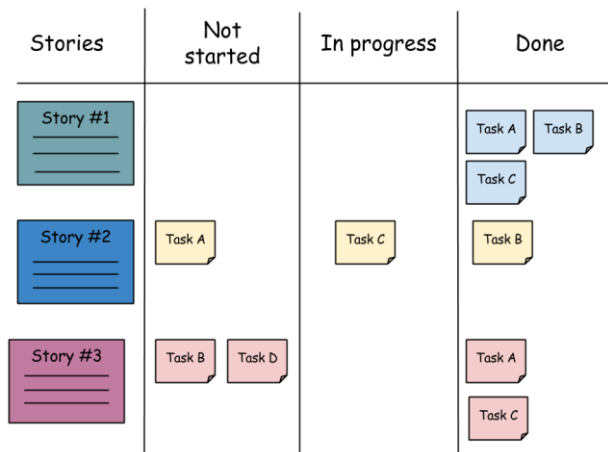 Stories
Not
started
In progress
Done
Story #1
Task A
Task B
Task C
Story #2
Task A
Task C
Task B
Story #3
Task B
Task D
Task A
Task C